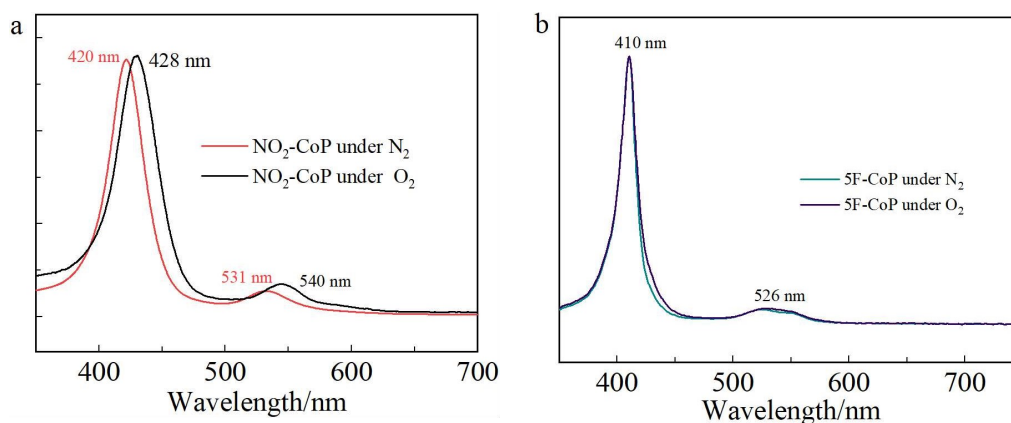 a
420 nm
428 nm
NO₂-CoP under N₂
NO₂-CoP under O₂
531 nm
540 nm
400
500
600
700
Wavelength/nm
b
410 nm
5F-CoP under N₂
5F-CoP under O₂
526 nm
400
500
600
700
Wavelength/nm